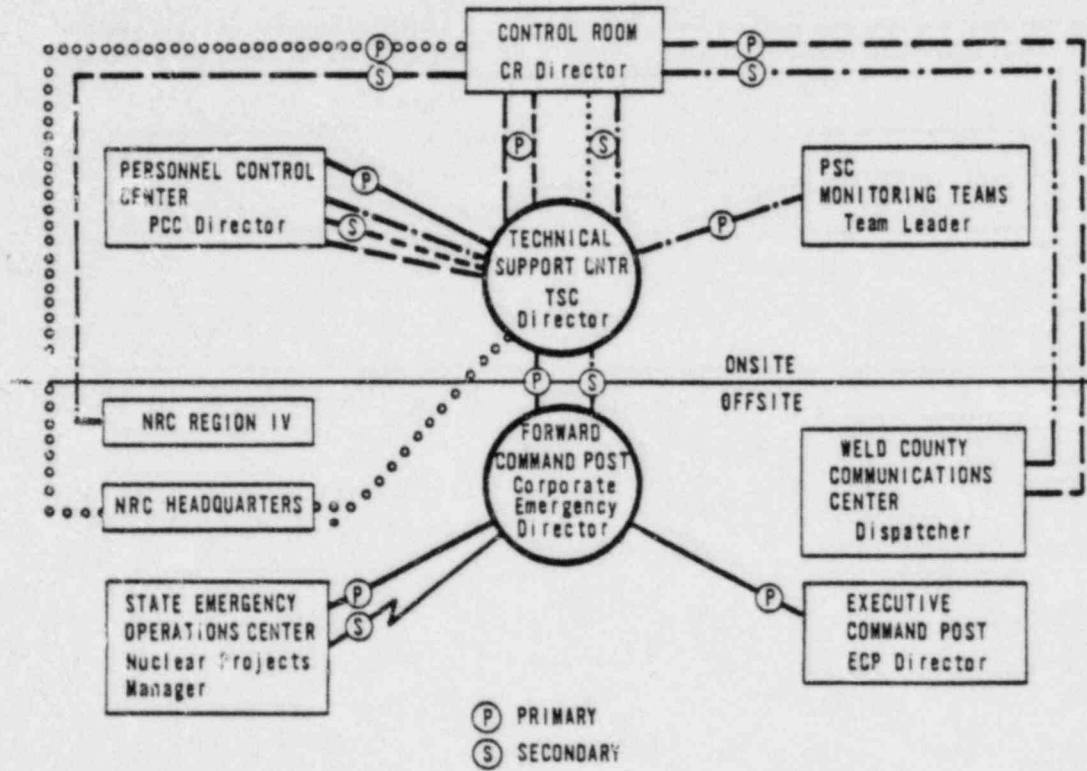 CONTROL ROOM
CR Director
P
S
P
S
P
S
PERSONNEL CONTROL
CENTER
PCC Director
P
S
PSC
MONITORING TEAMS
Team Leader
P
TECHNICAL
SUPPORT CNTR
TSC
Director
ONSITE
P
S
OFFSITE
NRC REGION IV
NRC HEADQUARTERS
FORWARD
COMMAND POST
Corporate
Emergency
Director
WELD COUNTY
COMMUNICATIONS
CENTER
Dispatcher
STATE EMERGENCY
OPERATIONS CENTER
Nuclear Projects
Manager
P
S
P
EXECUTIVE
COMMAND POST
ECP Director
P PRIMARY
S SECONDARY